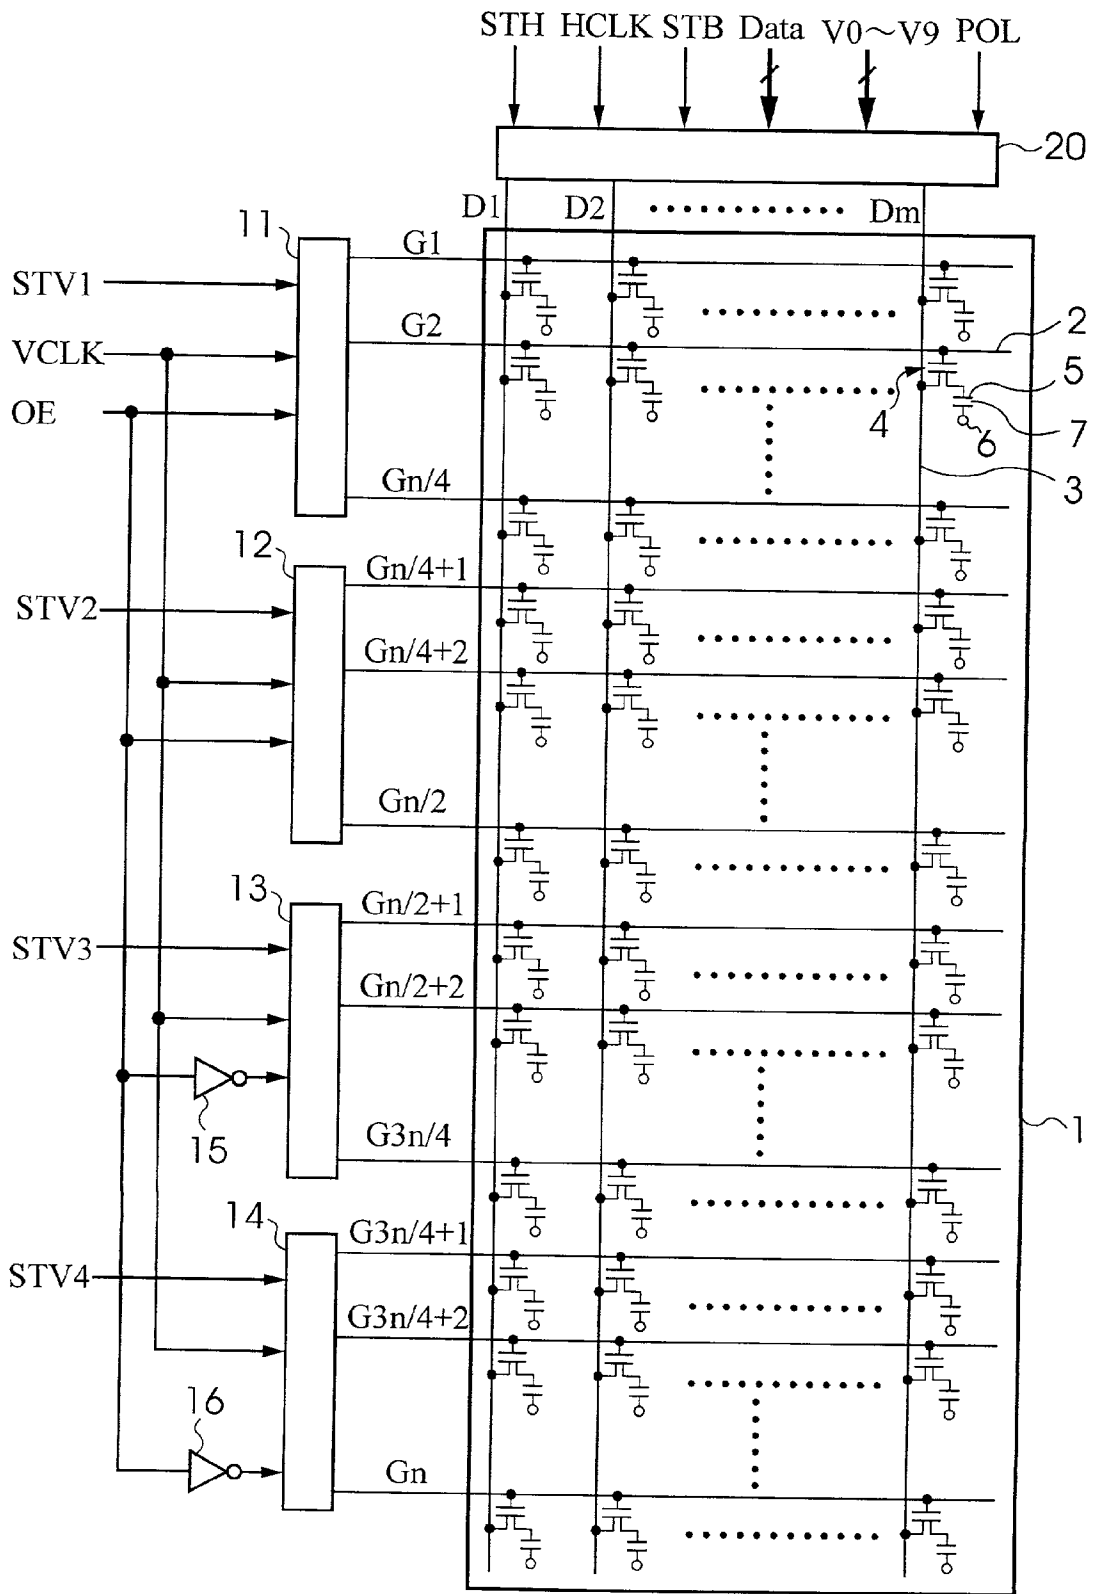 STH HCLK STB Data V0~V9 POL
20
D1 D2 Dm
11
G1
STV1
G2
2
VCLK
5
OE
4
6
7
Gn/4
3
12
Gn/4+1
STV2
Gn/4+2
Gn/2
13
Gn/2+1
STV3
Gn/2+2
15
G3n/4
1
14
G3n/4+1
STV4
G3n/4+2
16
Gn